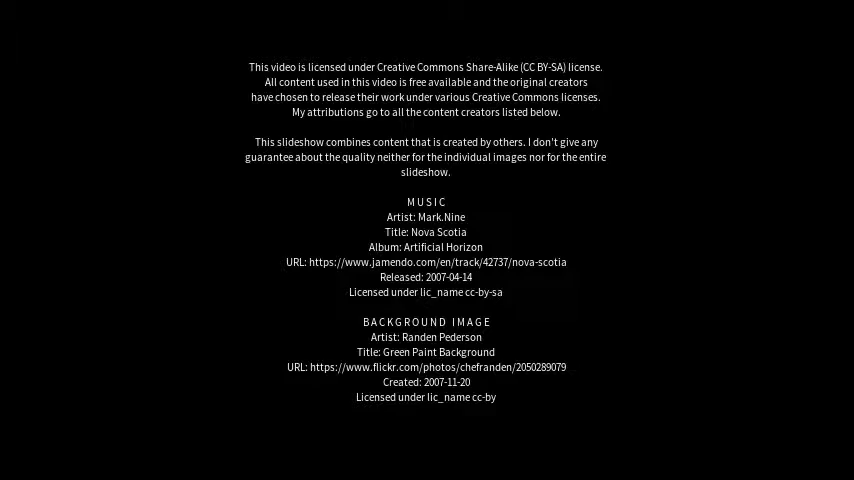 This video is licensed under Creative Commons Share-Alike (CC BY-SA) license.
All content used in this video is free available and the original creators
have chosen to release their work under various Creative Commons licenses.
My attributions go to all the content creators listed below.
This slideshow combines content that is created by others. I don't give any
guarantee about the quality neither for the individual images nor for the entire
slideshow.
MUSIC
Artist: Mark.Nine
Title: Nova Scotia
Album: Artificial Horizon
URL: https://www.jamendo.com/en/track/42737/nova-scotia
Released: 2007-04-14
Licensed under lic_name cc-by-sa
BACKGROUND IMAGE
Artist: Randen Pederson
Title: Green Paint Background
URL: https://www.flickr.com/photos/chefranden/2050289079
Created: 2007-11-20
Licensed under lic_name cc-by